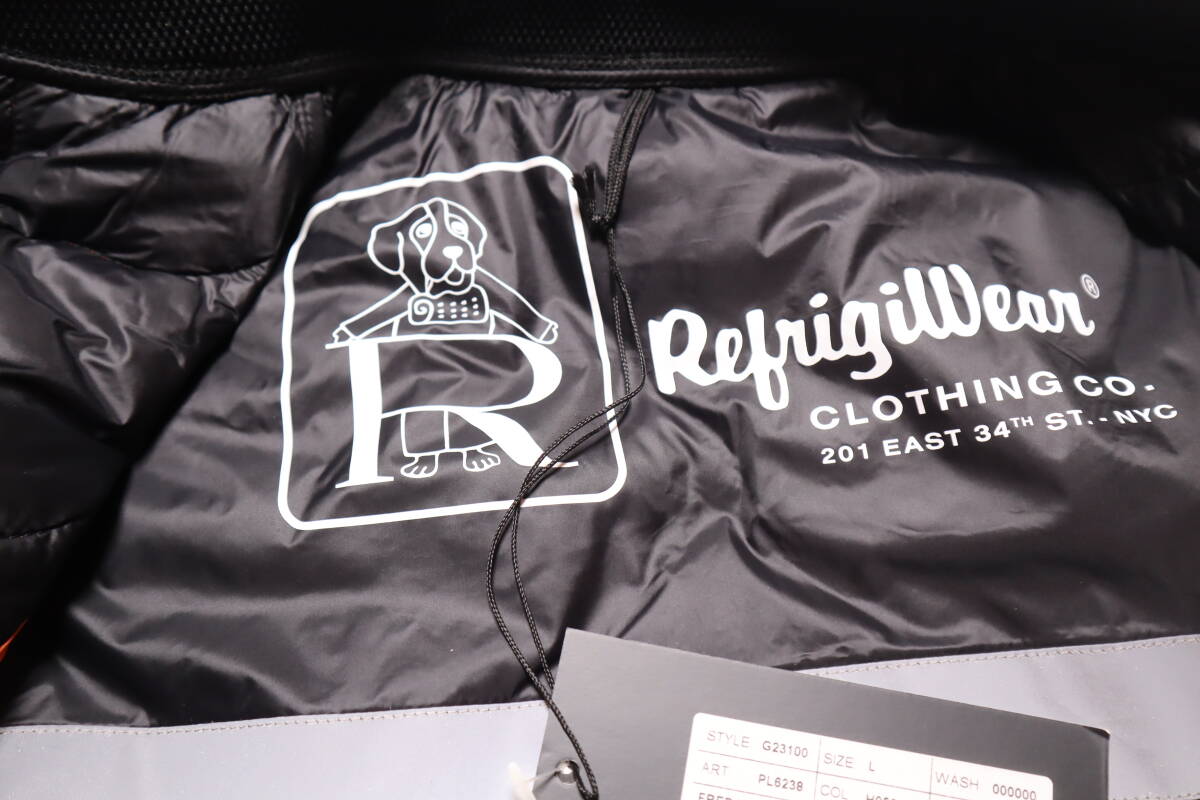 R
RefrigiWear®
CLOTHING CO.
201 EAST 34TH ST. - NYC
STYLE G23100 SIZE L WASH 000000
ART PL6238 COL